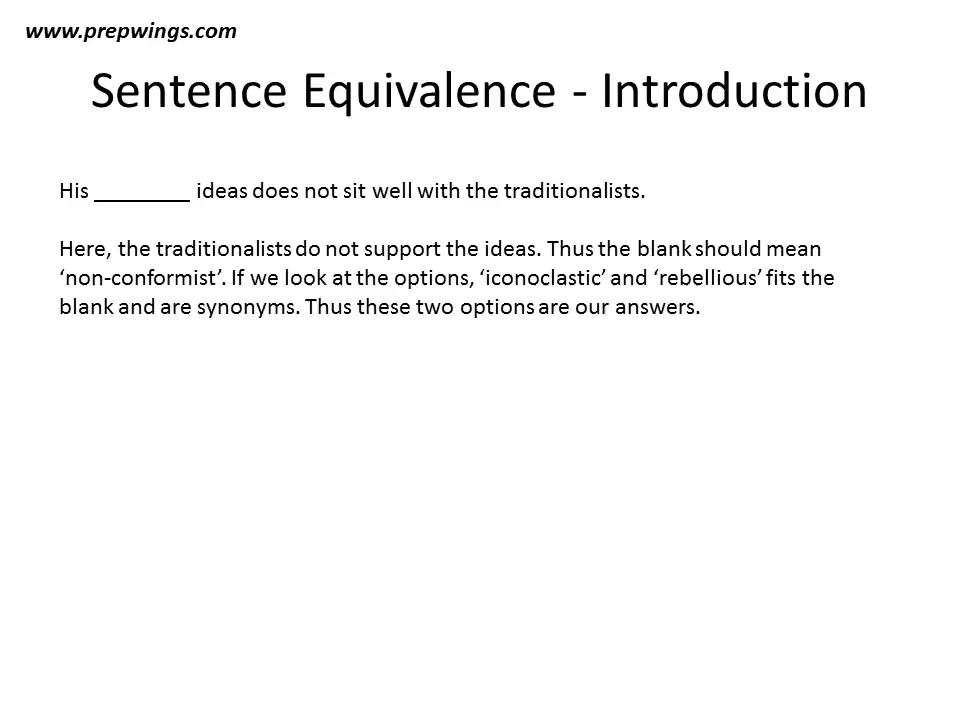 www.prepwings.com
Sentence Equivalence - Introduction
His ________ ideas does not sit well with the traditionalists.
Here, the traditionalists do not support the ideas. Thus the blank should mean
‘non-conformist’. If we look at the options, ‘iconoclastic’ and ‘rebellious’ fits the
blank and are synonyms. Thus these two options are our answers.